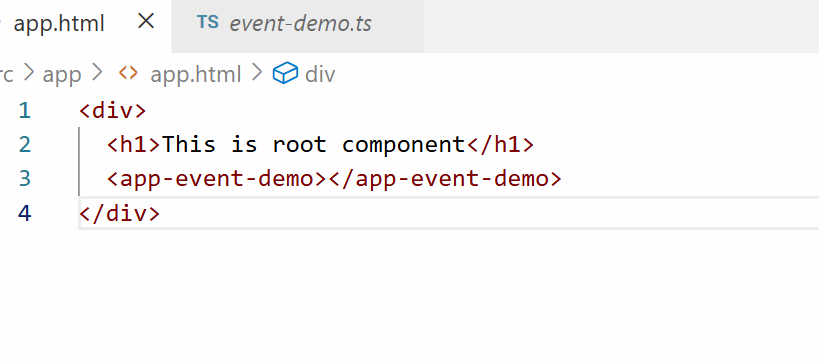 app.html × TS event-demo.ts
rc > app > <> app.html > div
1 <div>
2 <h1>This is root component</h1>
3 <app-event-demo></app-event-demo>
4 </div>